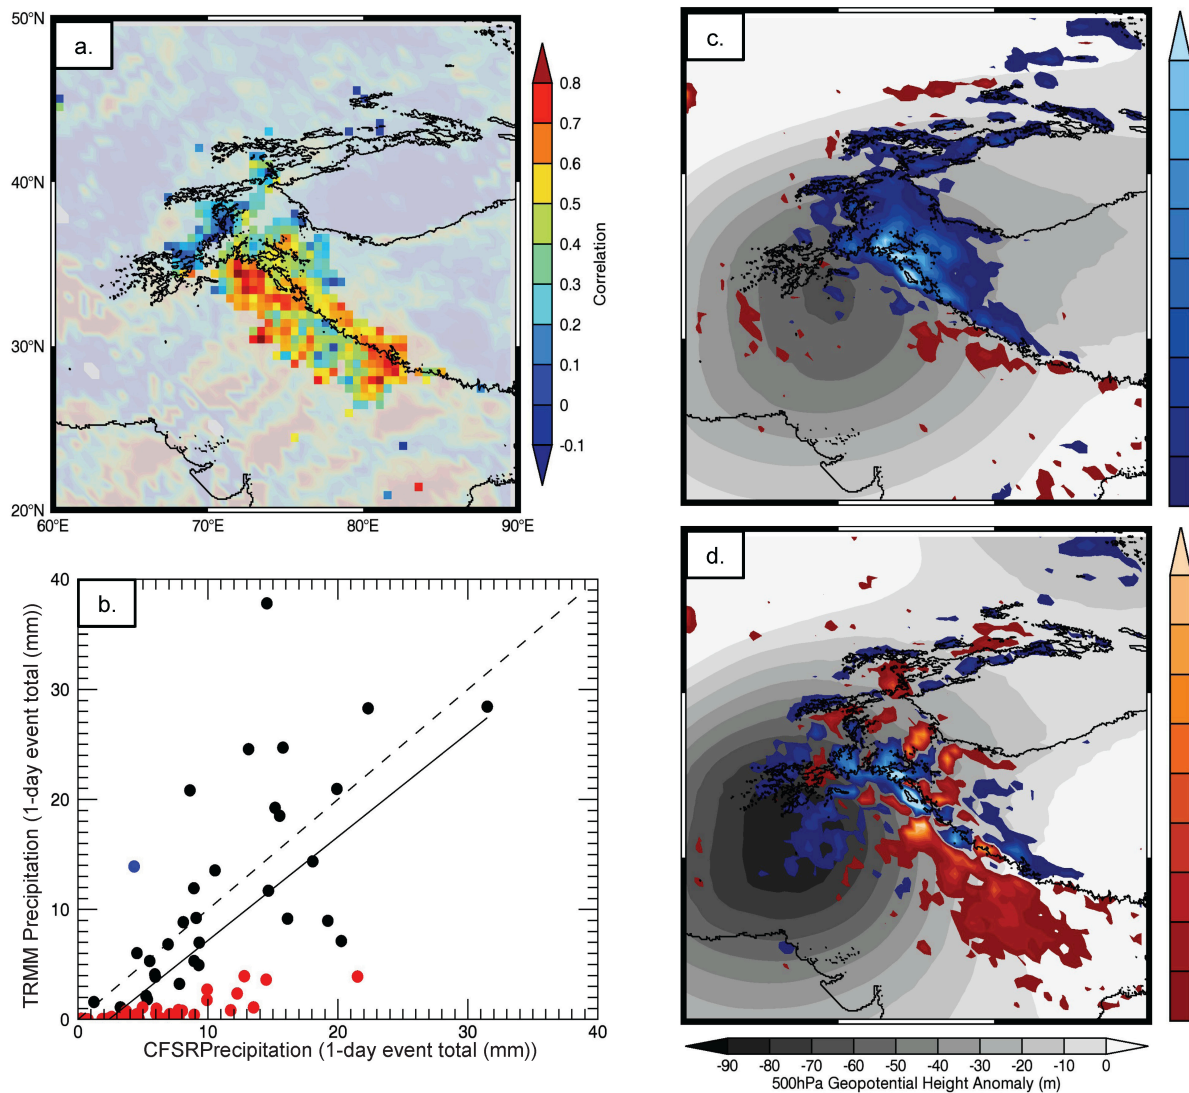 a.
50°N
40°N
30°N
20°N
60°E
70°E
80°E
90°E
0.8
0.7
0.6
0.5
0.4
0.3
0.2
0.1
0
-0.1
Correlation
b.
40
30
20
10
0
0
10
20
30
40
TRMM Precipitation (1-day event total (mm))
CFSRPrecipitation (1-day event total (mm))
c.
d.
-90
-80
-70
-60
-50
-40
-30
-20
-10
0
500hPa Geopotential Height Anomaly (m)